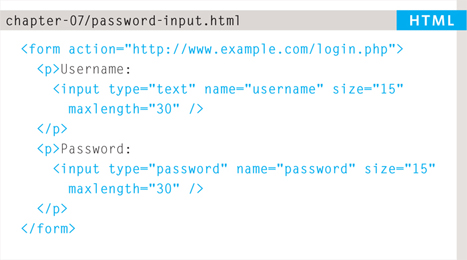 chapter-07/password-input.html HTML
<form action="http://www.example.com/login.php">
<p>Username:
<input type="text" name="username" size="15"
maxlength="30" />
</p>
<p>Password:
<input type="password" name="password" size="15"
maxlength="30" />
</p>
</form>